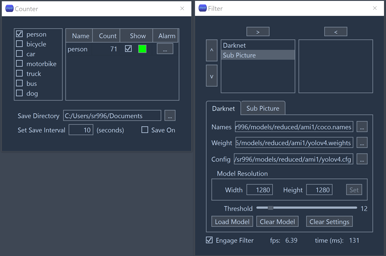 Counter
person
bicycle
car
motorbike
truck
bus
dog
Name Count Show Alarm
person 71 ...
Save Directory C:/Users/sr996/Documents ...
Set Save Interval 10 (seconds) Save On
Filter
> <
Darknet
Sub Picture
^
v
Darknet Sub Picture
Names r996/models/reduced/ami1/coco.names ...
Weight 5/models/reduced/ami1/yolov4.weights ...
Config /sr996/models/reduced/ami1/yolov4.cfg ...
Model Resolution
Width 1280 Height 1280 Set
Threshold 12
Load Model Clear Model Clear Settings
Engage Filter fps: 6.39 time (ms): 131